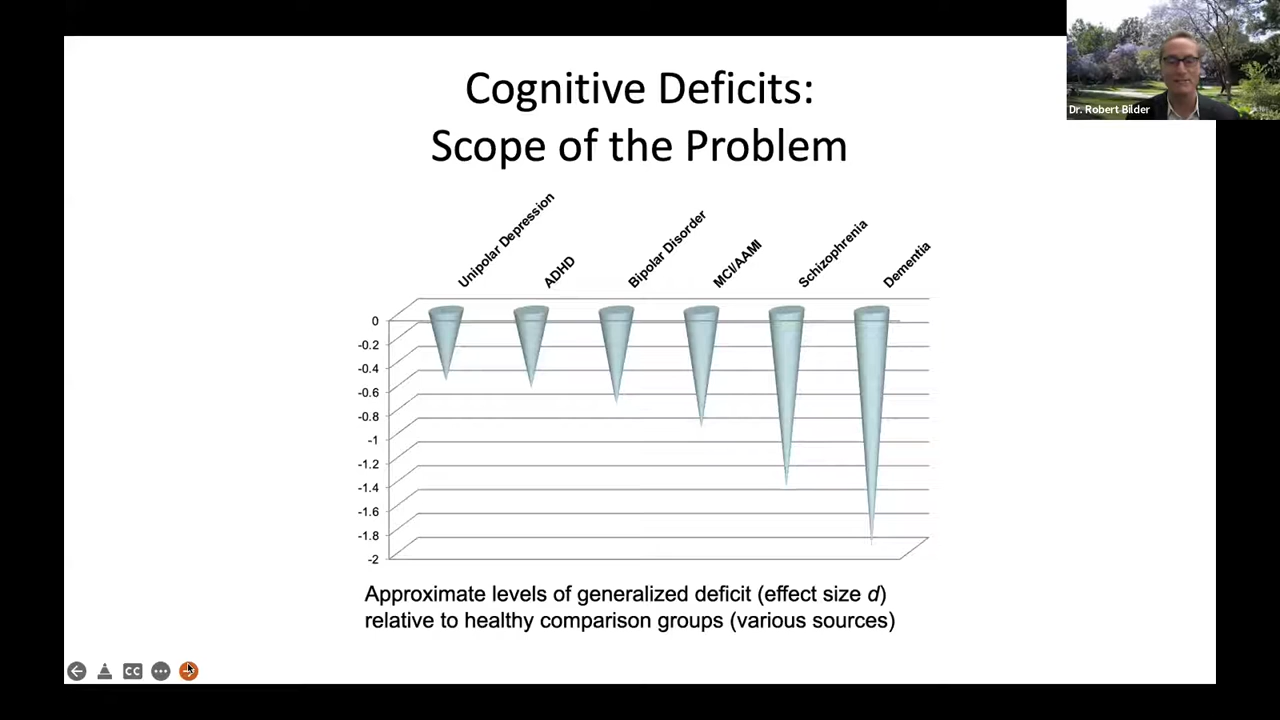 Cognitive Deficits:
Scope of the Problem
Dr. Robert Bilder
Unipolar Depression
ADHD
Bipolar Disorder
MCI/AAMI
Schizophrenia
Dementia
0
-0.2
-0.4
-0.6
-0.8
-1
-1.2
-1.4
-1.6
-1.8
-2
Approximate levels of generalized deficit (effect size d)
relative to healthy comparison groups (various sources)
CC